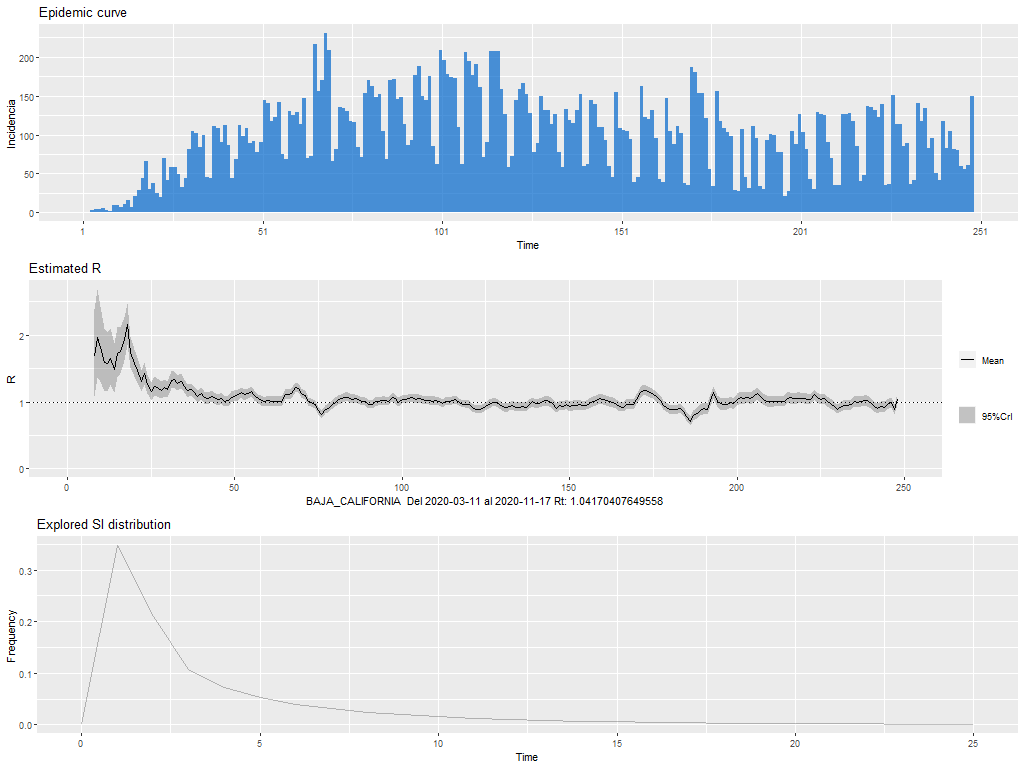 Epidemic curve
Incidencia
200
150
100
50
0
1
51
101
151
201
251
Time
Estimated R
R
2
1
0
0
50
100
150
200
250
BAJA_CALIFORNIA Del 2020-03-11 al 2020-11-17 Rt: 1.04170407649558
Mean
95%CrI
Explored SI distribution
Frequency
0.3
0.2
0.1
0.0
0
5
10
15
20
25
Time